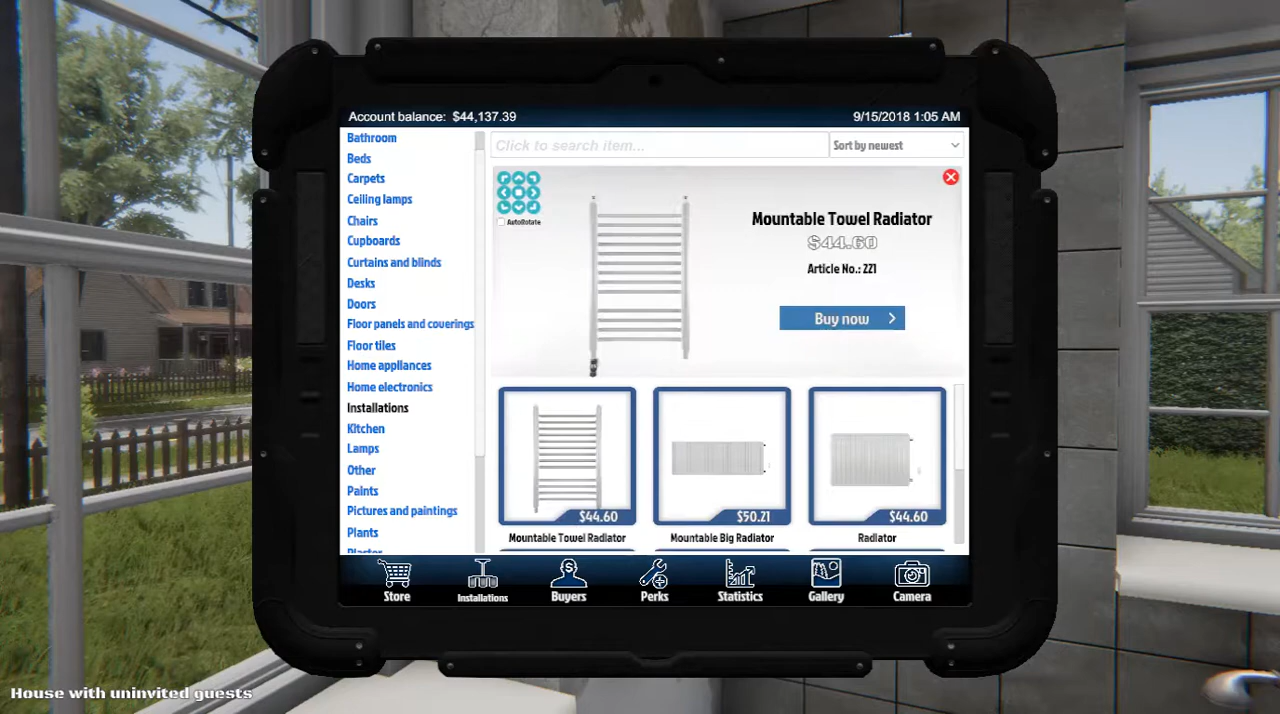 Account balance: $44,137.39
9/15/2018 1:05 AM
Bathroom
Beds
Carpets
Ceiling lamps
Chairs
Cupboards
Curtains and blinds
Desks
Doors
Floor panels and coverings
Floor tiles
Home appliances
Home electronics
Installations
Kitchen
Lamps
Other
Paints
Pictures and paintings
Plants
Plaster
Click to search item...
Sort by newest
AutoRotate
Mountable Towel Radiator
$44.60
Article No.: 221
Buy now
$44.60
$50.21
$44.60
Mountable Towel Radiator
Mountable Big Radiator
Radiator
Store
Installations
Buyers
Perks
Statistics
Gallery
Camera
House with uninvited guests